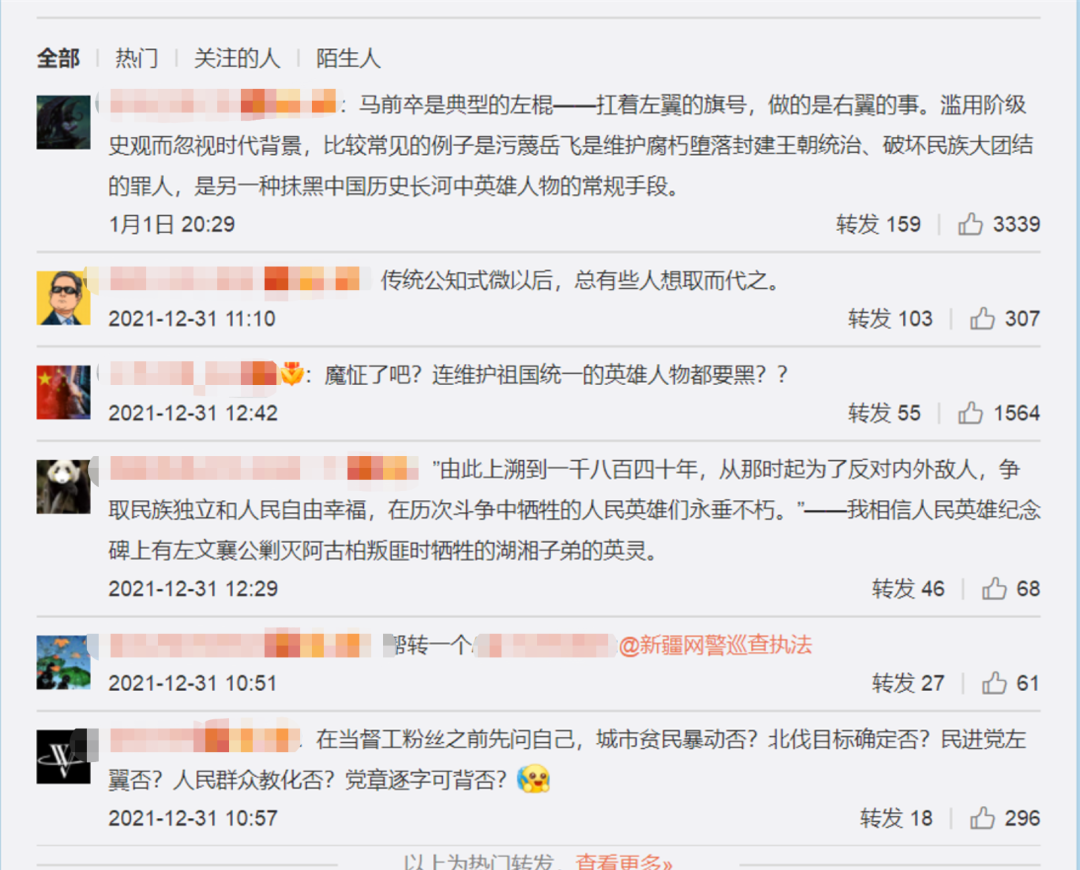 全部 | 热门 | 关注的人 | 陌生人
：马前卒是典型的左棍——扛着左翼的旗号，做的是右翼的事。滥用阶级
史观而忽视时代背景，比较常见的例子是污蔑岳飞是维护腐朽堕落封建王朝统治、破坏民族大团结
的罪人，是另一种抹黑中国历史长河中英雄人物的常规手段。
1月1日 20:29 转发 159 | 3339
传统公知式微以后，总有些人想取而代之。
2021-12-31 11:10 转发 103 | 307
：魔怔了吧？连维护祖国统一的英雄人物都要黑？？
2021-12-31 12:42 转发 55 | 1564
"由此上溯到一千八百四十年，从那时起为了反对内外敌人，争
取民族独立和人民自由幸福，在历次斗争中牺牲的人民英雄们永垂不朽。"——我相信人民英雄纪念
碑上有左文襄公剿灭阿古柏叛匪时牺牲的湖湘子弟的英灵。
2021-12-31 12:29 转发 46 | 68
帮转一个 @新疆网警巡查执法
2021-12-31 10:51 转发 27 | 61
在当督工粉丝之前先问自己，城市贫民暴动否？北伐目标确定否？民进党左
翼否？人民群众教化否？党章逐字可背否？
2021-12-31 10:57 转发 18 | 296
以上为热门转发，查看更多»